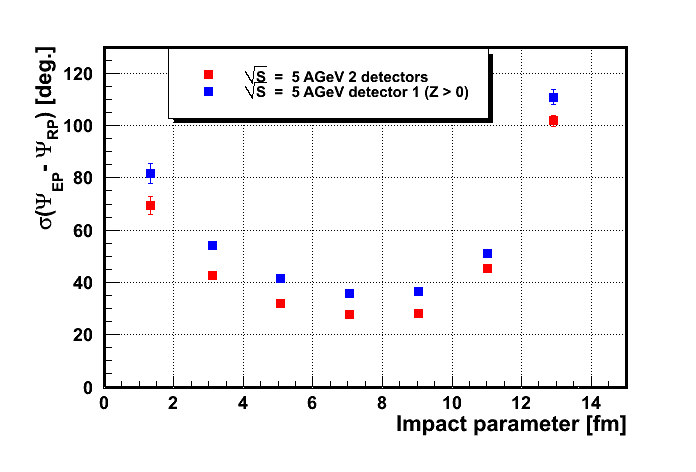 σ(Ψ_EP - Ψ_RP) [deg.]
√S = 5 AGeV 2 detectors
√S = 5 AGeV detector 1 (Z > 0)
120
100
80
60
40
20
0
0 2 4 6 8 10 12 14
Impact parameter [fm]